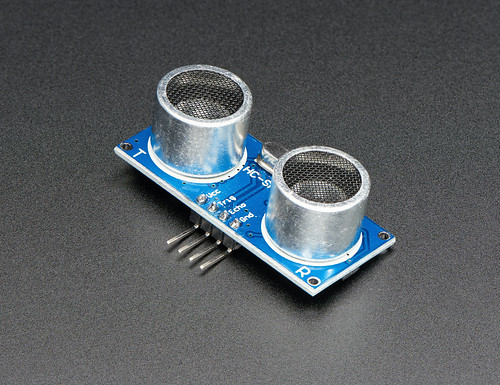 T
HC-S
Vcc
Trig
Echo
Gnd
R